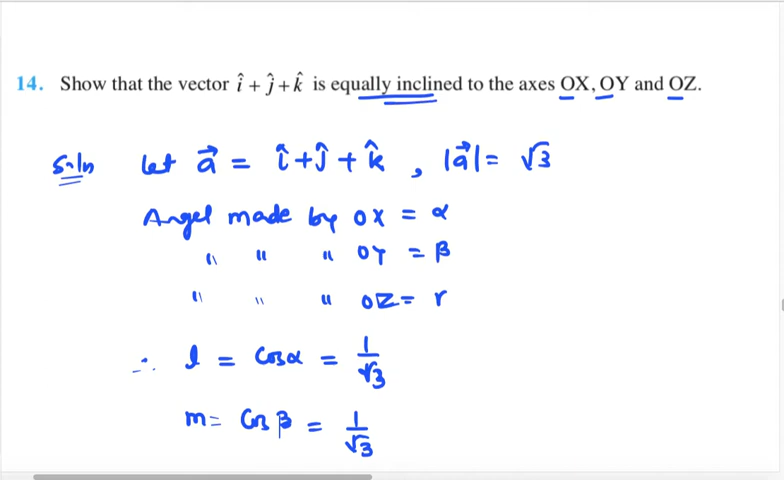 14. Show that the vector î + ĵ + k̂ is equally inclined to the axes OX, OY and OZ.
Soln let a⃗ = î + ĵ + k̂ , |a⃗| = √3
Angel made by OX = α
" " " OY = β
" " " OZ = r
∴ l = Cosα = 1/√3
m = Cos β = 1/√3